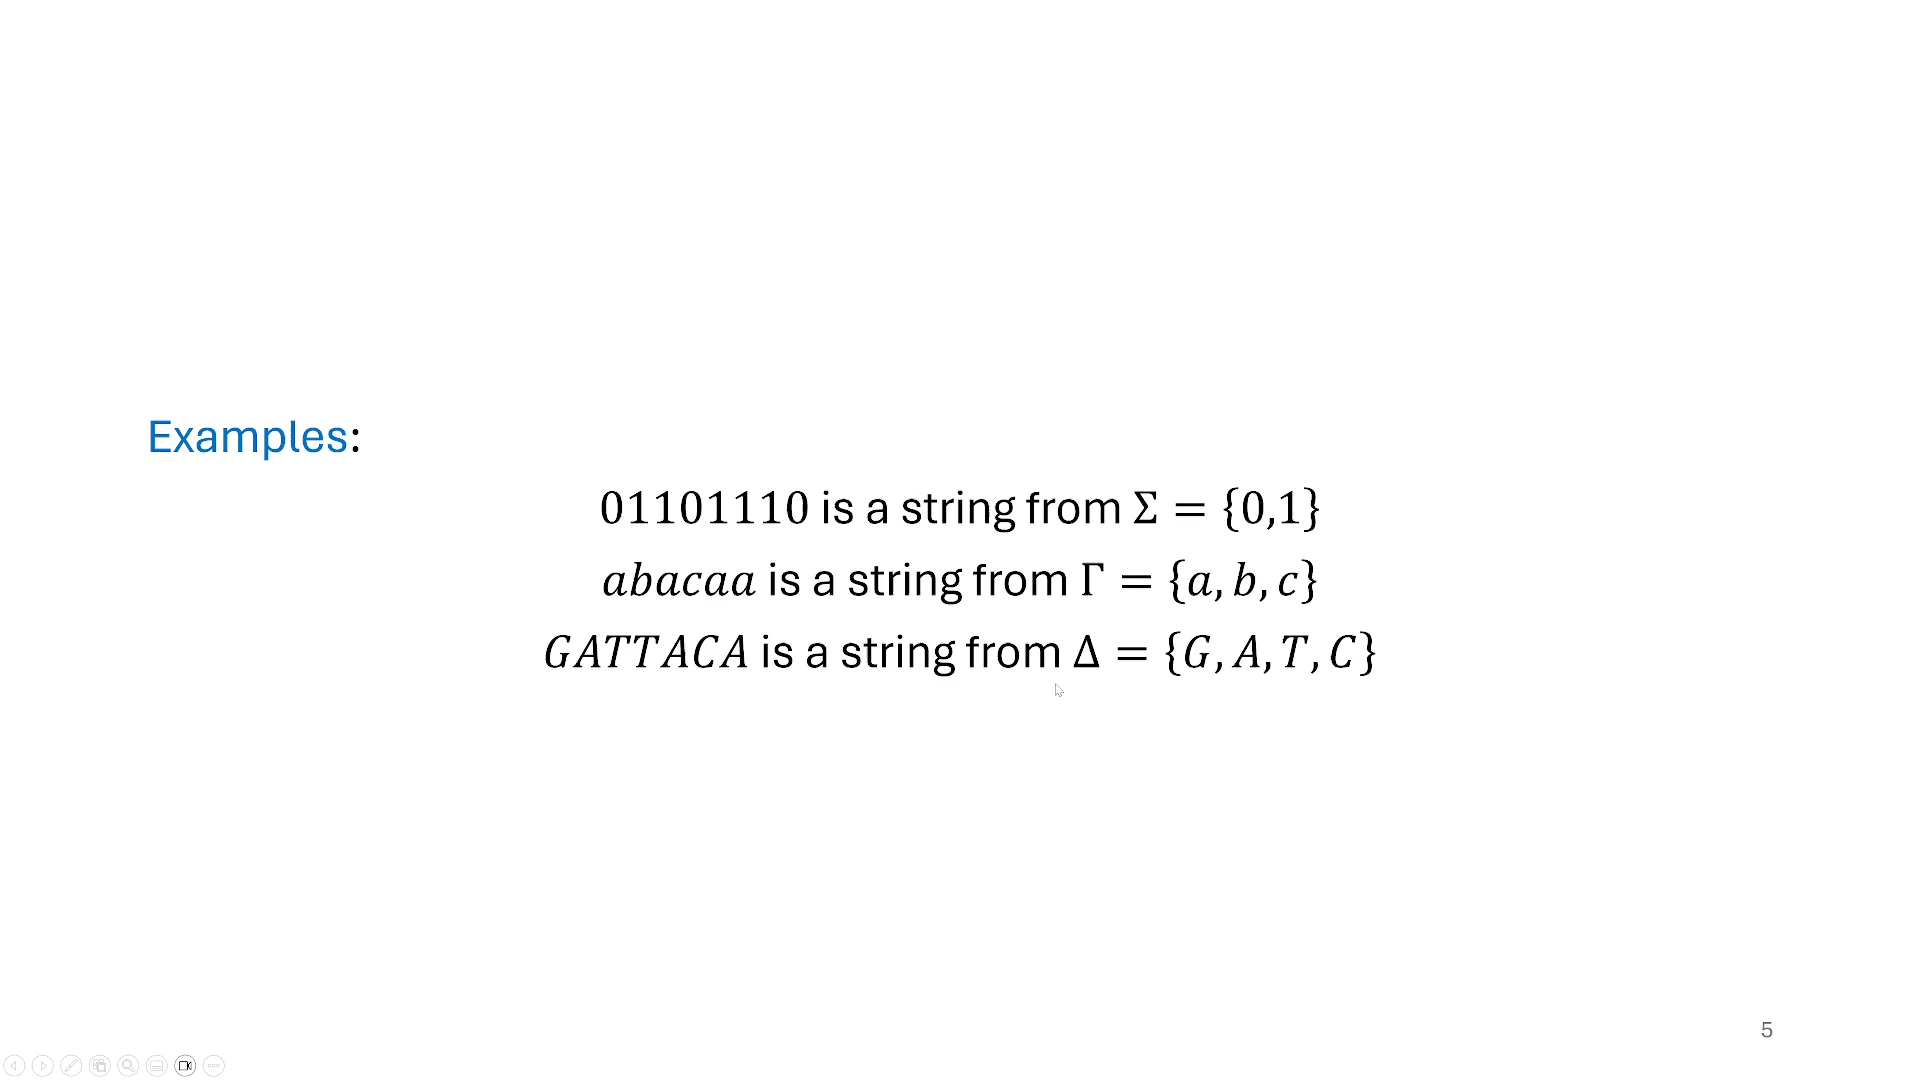 Examples:
01101110 is a string from Σ = {0,1}
abacaa is a string from Γ = {a, b, c}
GATTACA is a string from Δ = {G, A, T, C}
5